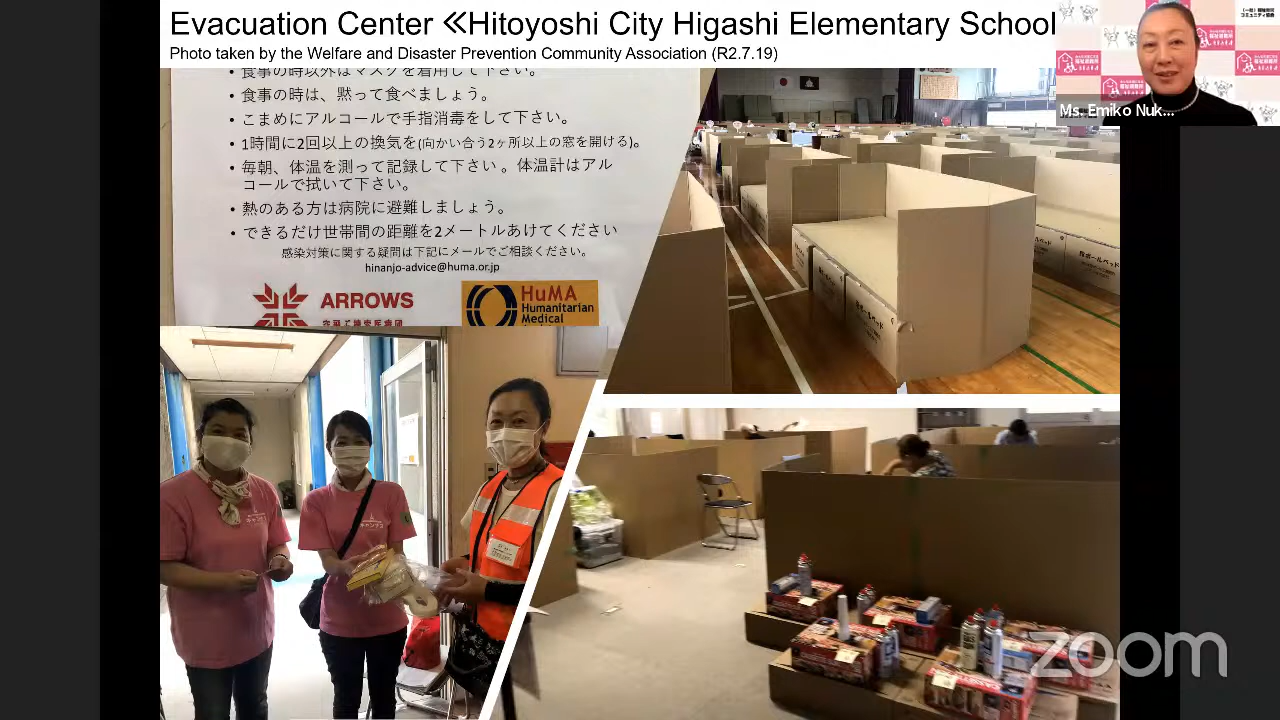 Evacuation Center ≪Hitoyoshi City Higashi Elementary School
Photo taken by the Welfare and Disaster Prevention Community Association (R2.7.19)
Ms. Emiko Nuk...
• 食事の時以外はマスクを着用して下さい。
• 食事の時は、黙って食べましょう。
• こまめにアルコールで手指消毒をして下さい。
• 1時間に2回以上の換気を(向かい合う2ヶ所以上の窓を開ける)。
• 毎朝、体温を測って記録して下さい。体温計はアル
コールで拭いて下さい。
• 熱のある方は病院に避難しましょう。
• できるだけ世帯間の距離を2メートルあけてください
感染対策に関する疑問は下記にメールでご相談ください。
hinanjo-advice@huma.or.jp
ARROWS
HuMA
Humanitarian
Medical
zoom